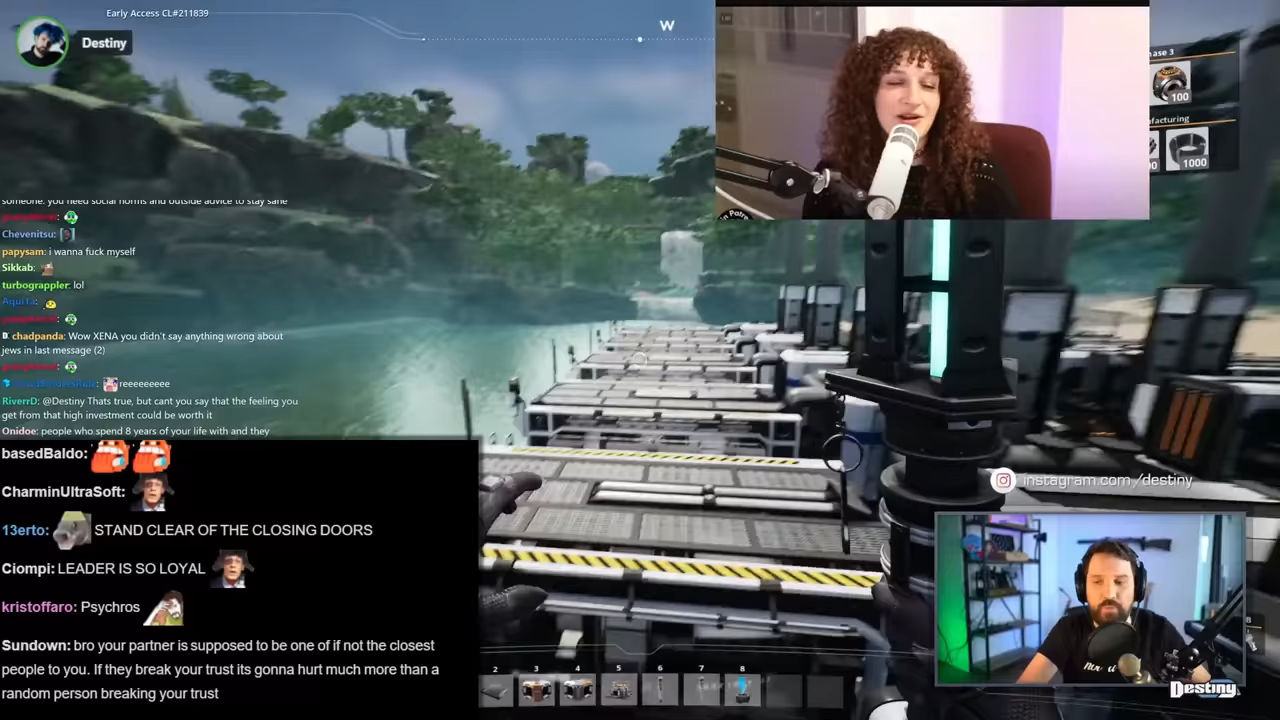 Early Access CL#211839
W
Destiny
ase 3
100
facturing
1000
someone. you need social norms and outside advice to stay sane
Chevenitsu:
papysam: i wanna fuck myself
Sikkab:
turbograppler: lol
Aquila:
B chadpanda: Wow XENA you didn't say anything wrong about
jews in last message (2)
reeeeeeeee
RiverrD: @Destiny Thats true, but cant you say that the feeling you
get from that high investment could be worth it
Onidoe: people who spend 8 years of your life with and they
basedBaldo:
CharminUltraSoft:
13erto: STAND CLEAR OF THE CLOSING DOORS
Ciompi: LEADER IS SO LOYAL
kristoffaro: Psychros
Sundown: bro your partner is supposed to be one of if not the closest
people to you. If they break your trust its gonna hurt much more than a
random person breaking your trust
instagram.com/destiny
2 3 4 5 6 7 8
Destiny